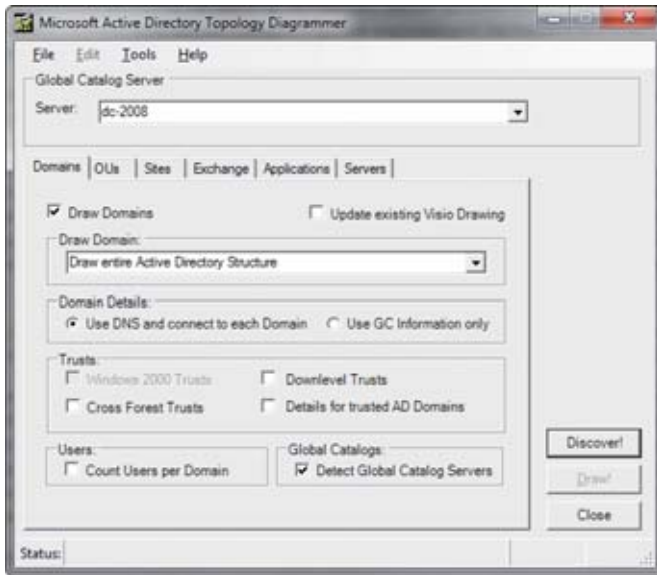 Microsoft Active Directory Topology Diagrammer
File Edit Tools Help
Global Catalog Server
Server: dc-2008
Domains OUs Sites Exchange Applications Servers
Draw Domains Update existing Visio Drawing
Draw Domain:
Draw entire Active Directory Structure
Domain Details:
Use DNS and connect to each Domain Use GC Information only
Trusts:
Windows 2000 Trusts Downlevel Trusts
Cross Forest Trusts Details for trusted AD Domains
Users: Global Catalogs:
Count Users per Domain Detect Global Catalog Servers
Discover!
Draw!
Close
Status: